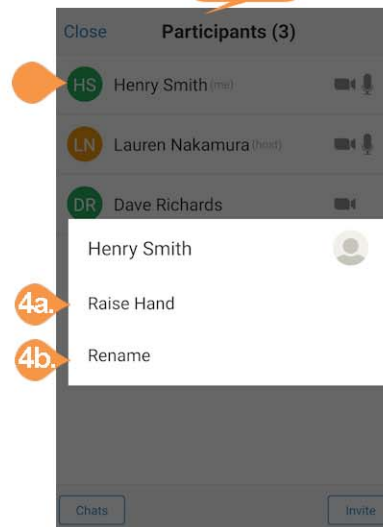 Close Participants (3)
HS Henry Smith (me)
LN Lauren Nakamura (host)
DR Dave Richards
Henry Smith
4a. Raise Hand
4b. Rename
Chats Invite